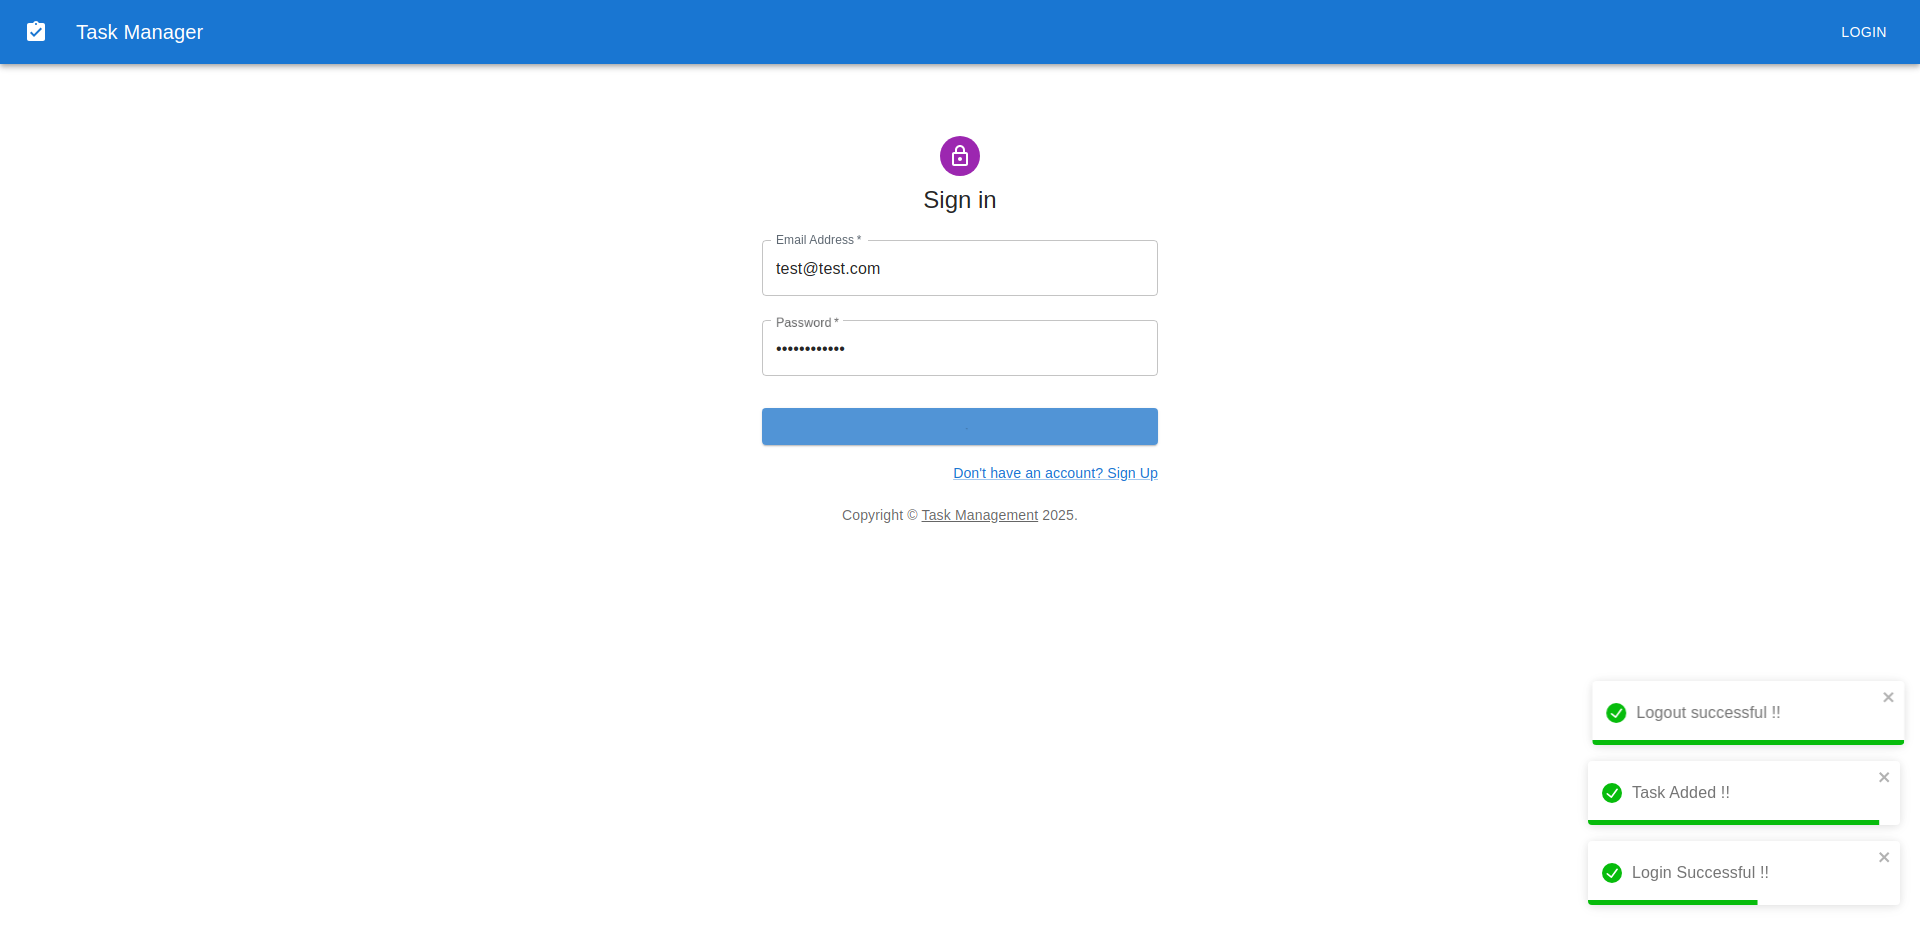 Task Manager
LOGIN
Sign in
Email Address *
test@test.com
Password *
••••••••••••
Don't have an account? Sign Up
Copyright © Task Management 2025.
Logout successful !!
Task Added !!
Login Successful !!